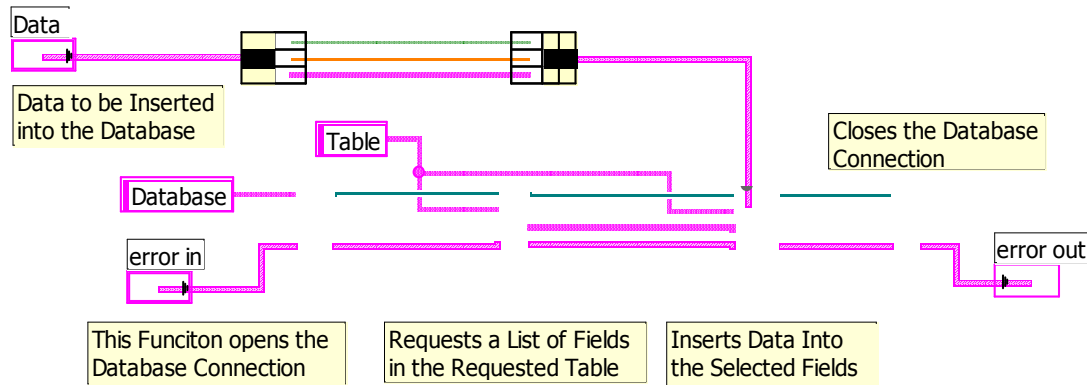 Data
Data to be Inserted
into the Database
Table
Closes the Database
Connection
Database
error in
error out
This Funciton opens the
Database Connection
Requests a List of Fields
in the Requested Table
Inserts Data Into
the Selected Fields